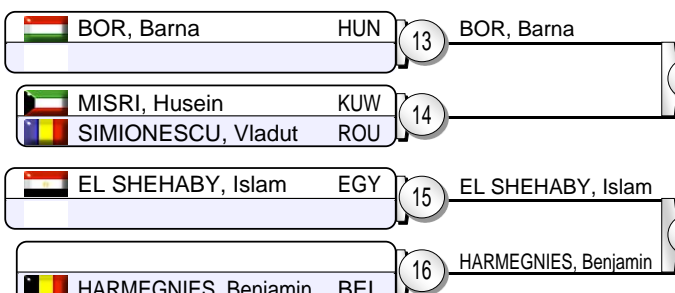 BOR, Barna HUN 13 BOR, Barna
MISRI, Husein KUW 14
SIMIONESCU, Vladut ROU
EL SHEHABY, Islam EGY 15 EL SHEHABY, Islam
16 HARMEGNIES, Benjamin
HARMEGNIES, Benjamin BEL